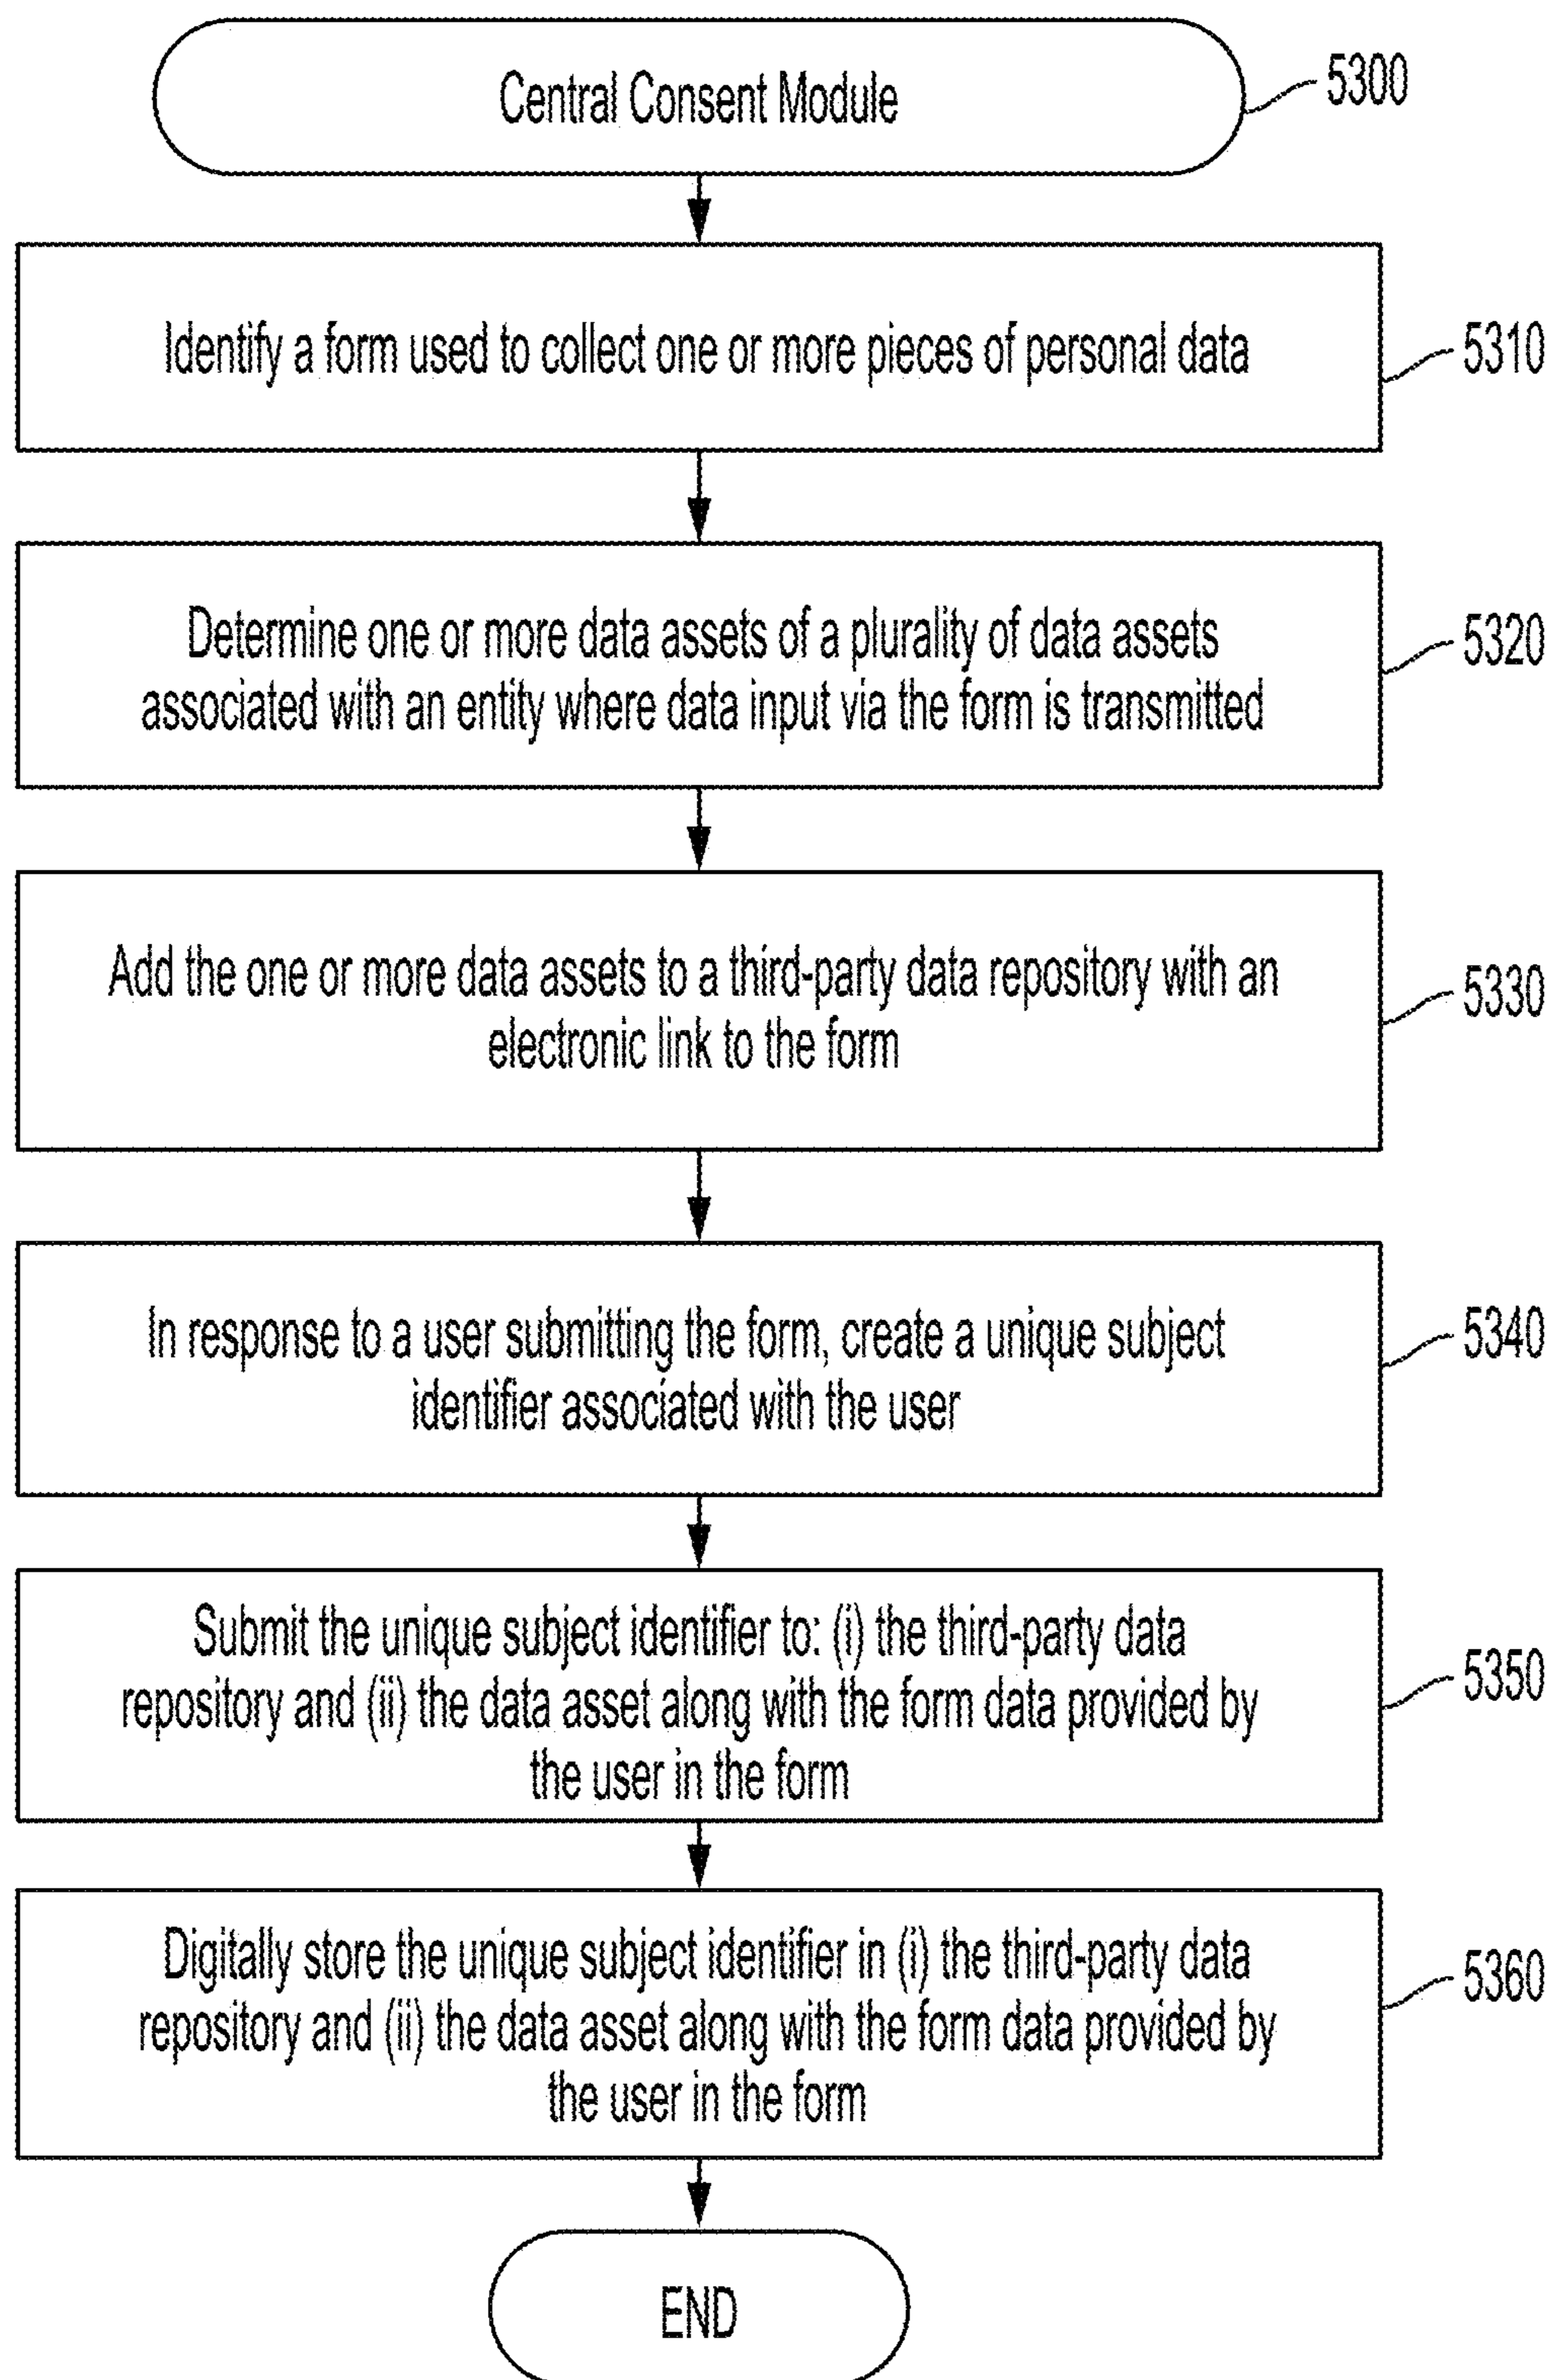 Central Consent Module
5300
Identify a form used to collect one or more pieces of personal data
5310
Determine one or more data assets of a plurality of data assets
associated with an entity where data input via the form is transmitted
5320
Add the one or more data assets to a third-party data repository with an
electronic link to the form
5330
In response to a user submitting the form, create a unique subject
identifier associated with the user
5340
Submit the unique subject identifier to: (i) the third-party data
repository and (ii) the data asset along with the form data provided by
the user in the form
5350
Digitally store the unique subject identifier in (i) the third-party data
repository and (ii) the data asset along with the form data provided by
the user in the form
5360
END